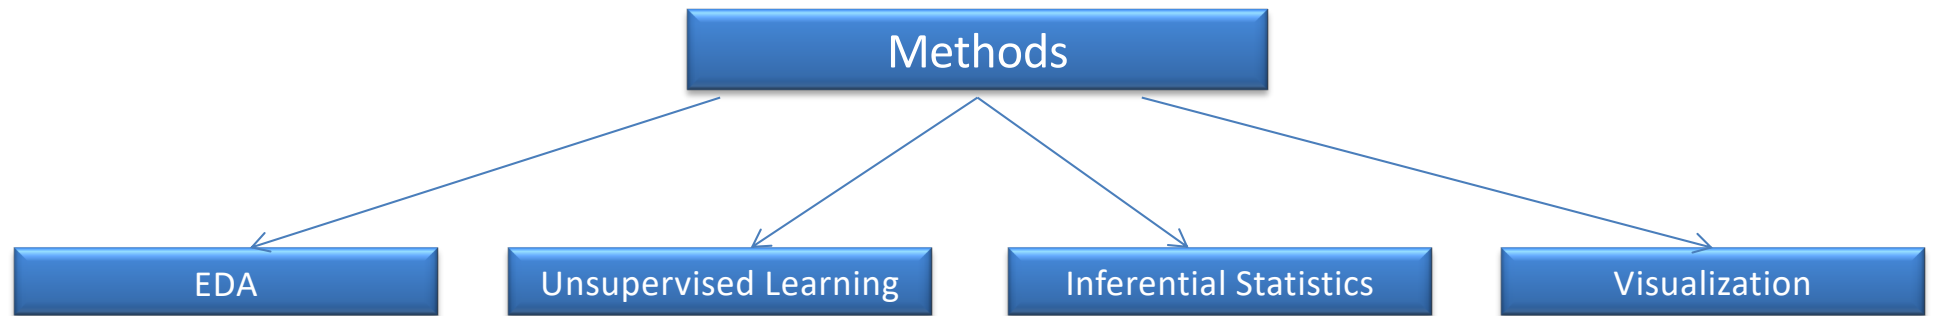 Methods
EDA
Unsupervised Learning
Inferential Statistics
Visualization